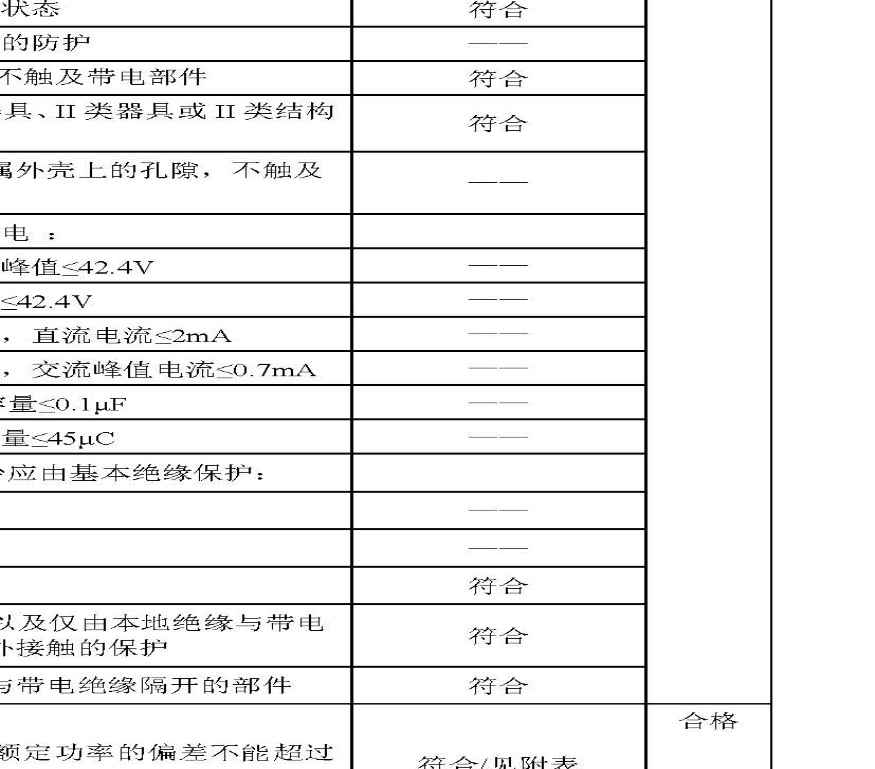 状态 符合
的防护 ——
不触及带电部件 符合
具、II 类器具或 II 类结构 符合
属外壳上的孔隙，不触及 ——
电 ：
峰值≤42.4V ——
≤42.4V ——
，直流电流≤2mA ——
，交流峰值电流≤0.7mA ——
容量≤0.1μF ——
量≤45μC ——
应由基本绝缘保护：
——
——
符合
以及仅由本地绝缘与带电
外接触的保护 符合
与带电绝缘隔开的部件 符合
合格
额定功率的偏差不能超过 符合/见附表